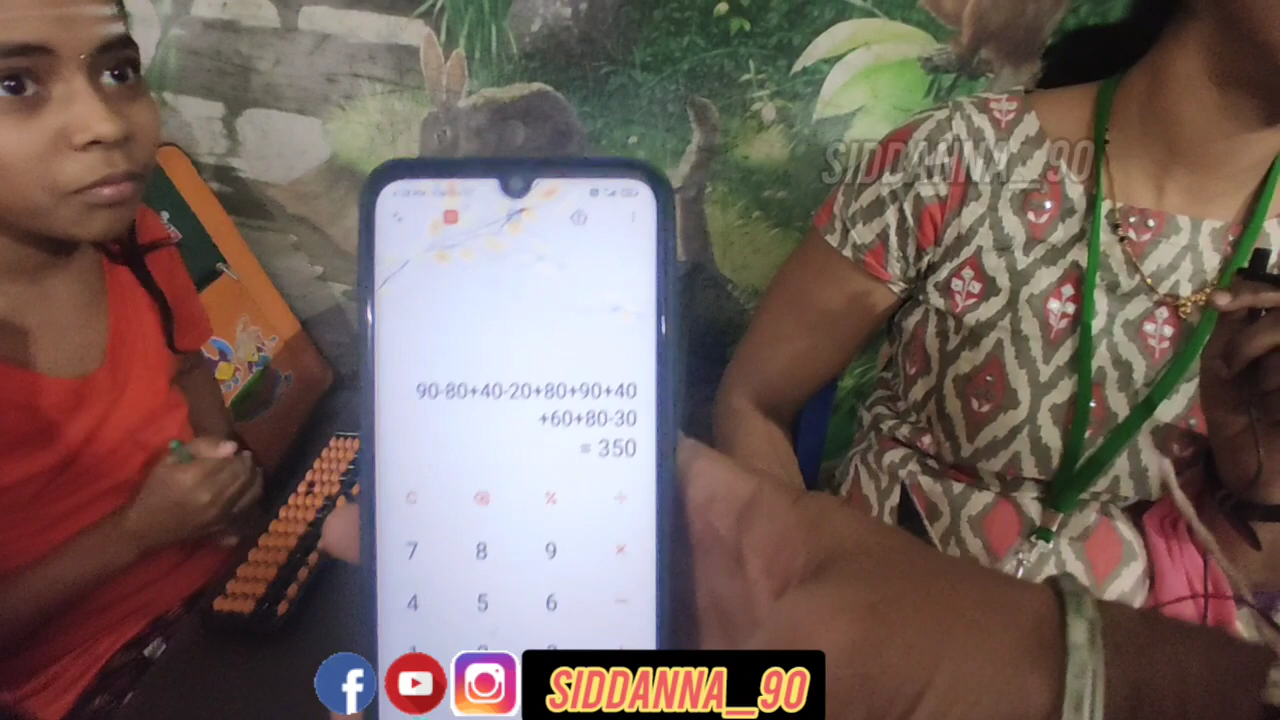 SIDDANNA_90
90-80+40-20+80+90+40
+60+80-30
= 350
C % ÷
7 8 9 ×
4 5 6 −
SIDDANNA_90